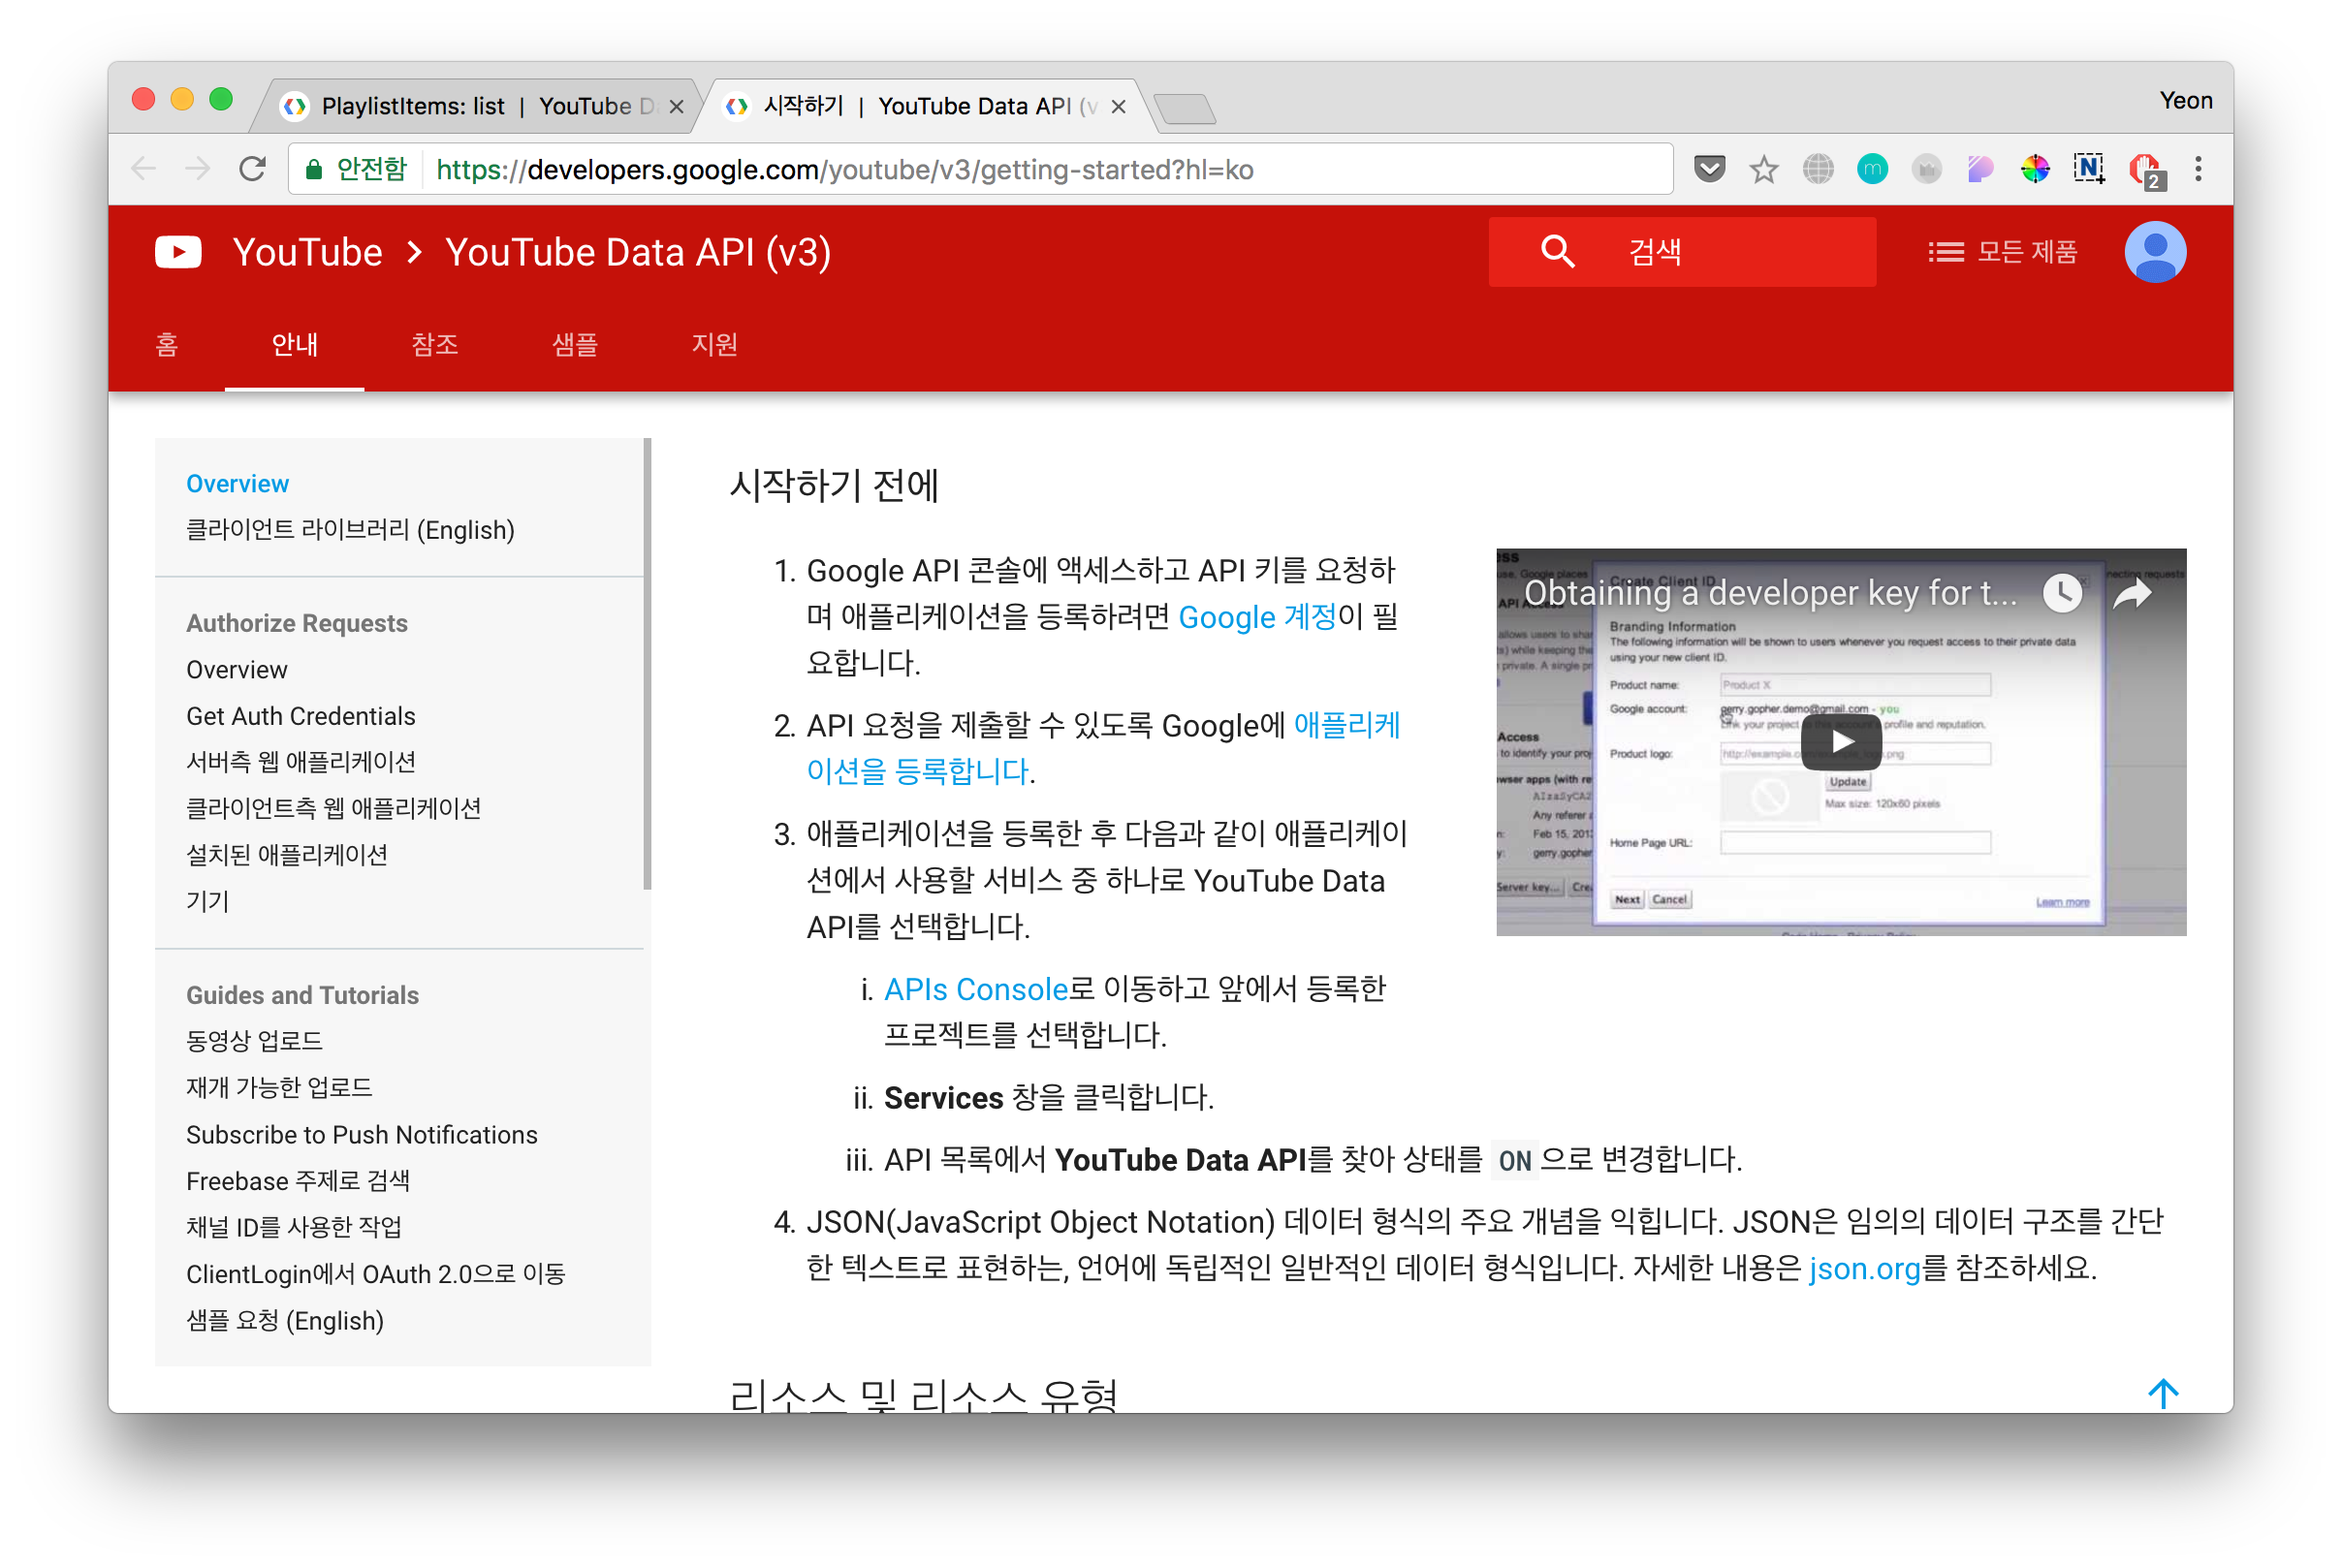 PlaylistItems: list | YouTube D
시작하기 | YouTube Data API (v
Yeon
안전함 https://developers.google.com/youtube/v3/getting-started?hl=ko
2
YouTube > YouTube Data API (v3)
검색
모든 제품
홈 안내 참조 샘플 지원
Overview
클라이언트 라이브러리 (English)
Authorize Requests
Overview
Get Auth Credentials
서버측 웹 애플리케이션
클라이언트측 웹 애플리케이션
설치된 애플리케이션
기기
Guides and Tutorials
동영상 업로드
재개 가능한 업로드
Subscribe to Push Notifications
Freebase 주제로 검색
채널 ID를 사용한 작업
ClientLogin에서 OAuth 2.0으로 이동
샘플 요청 (English)
시작하기 전에
1. Google API 콘솔에 액세스하고 API 키를 요청하
며 애플리케이션을 등록하려면 Google 계정이 필
요합니다.
2. API 요청을 제출할 수 있도록 Google에 애플리케
이션을 등록합니다.
3. 애플리케이션을 등록한 후 다음과 같이 애플리케이
션에서 사용할 서비스 중 하나로 YouTube Data
API를 선택합니다.
i. APIs Console로 이동하고 앞에서 등록한
프로젝트를 선택합니다.
ii. Services 창을 클릭합니다.
iii. API 목록에서 YouTube Data API를 찾아 상태를 ON 으로 변경합니다.
4. JSON(JavaScript Object Notation) 데이터 형식의 주요 개념을 익힙니다. JSON은 임의의 데이터 구조를 간단
한 텍스트로 표현하는, 언어에 독립적인 일반적인 데이터 형식입니다. 자세한 내용은 json.org를 참조하세요.
Obtaining a developer key for t...
Create Client ID
Branding Information
The following information will be shown to users whenever you request access to their private data
using your new client ID.
Product name: Product X
Google account: gerry.gopher.demo@gmail.com - you
your project profile and reputation.
Product logo:
Update
Max size: 120x60 pixels
Home Page URL:
Next Cancel
Learn more
리소스 및 리소스 유형